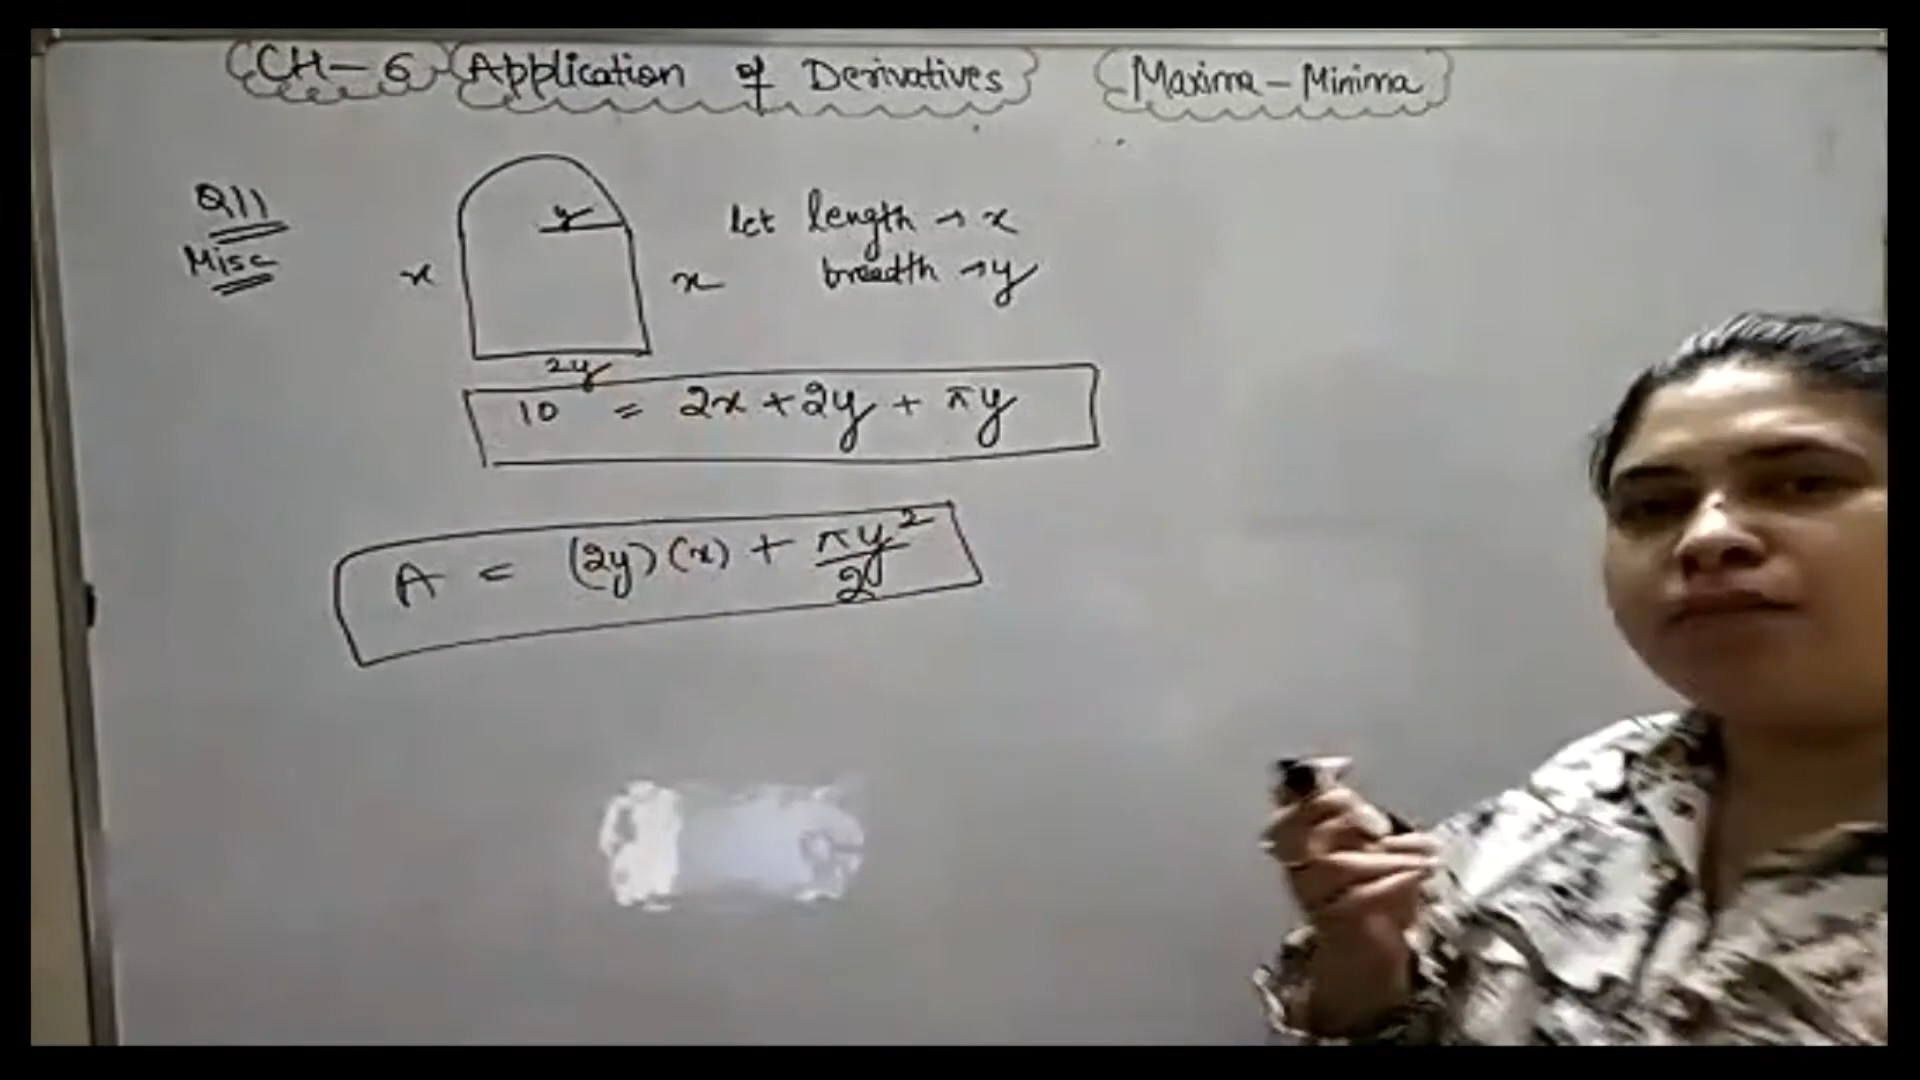 CH-6 Application of Derivatives Maxima-Minima
Q11
Misc
y
x
x
2y
let length → x
breadth → y
10 = 2x + 2y + πy
A = (2y)(x) + πy²/2